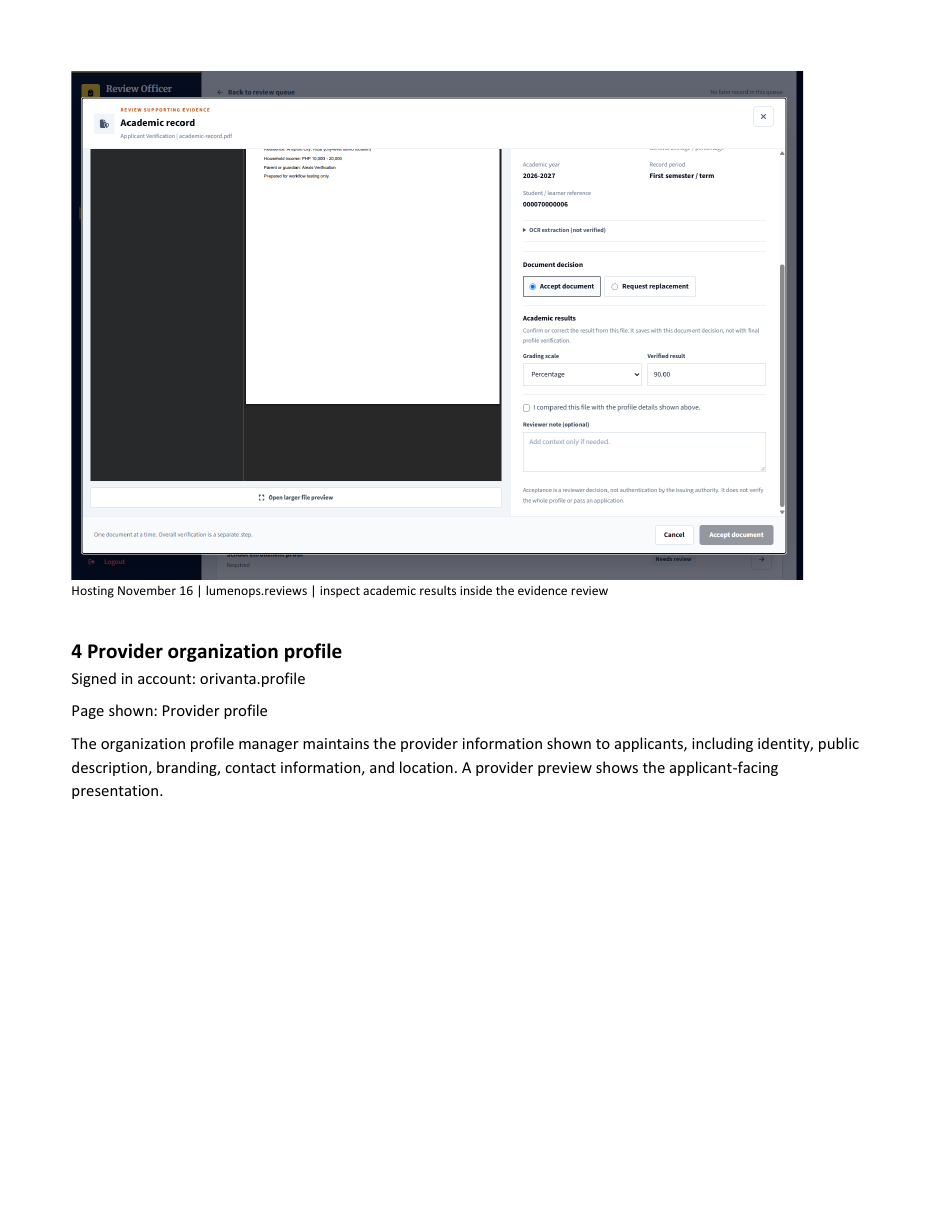 Review Officer
Back to review queue
No later record in this queue
REVIEW SUPPORTING EVIDENCE
Academic record
Applicant Verification | academic-record.pdf
Household income: PHP 10,000 - 20,000
Parent or guardian: Alexis Verification
Prepared for workflow testing only.
Academic year
Record period
2026-2027
First semester / term
Student / learner reference
000070000006
OCR extraction (not verified)
Document decision
Accept document
Request replacement
Academic results
Confirm or correct the result from this file. It saves with this document decision, not with final
profile verification.
Grading scale
Verified result
Percentage
90.00
I compared this file with the profile details shown above.
Reviewer note (optional)
Add context only if needed.
Acceptance is a reviewer decision, not authentication by the issuing authority. It does not verify
the whole profile or pass an application.
Open larger file preview
One document at a time. Overall verification is a separate step.
Cancel
Accept document
Logout
Required
Needs review
Hosting November 16 | lumenops.reviews | inspect academic results inside the evidence review
4 Provider organization profile
Signed in account: orivanta.profile
Page shown: Provider profile
The organization profile manager maintains the provider information shown to applicants, including identity, public
description, branding, contact information, and location. A provider preview shows the applicant-facing
presentation.